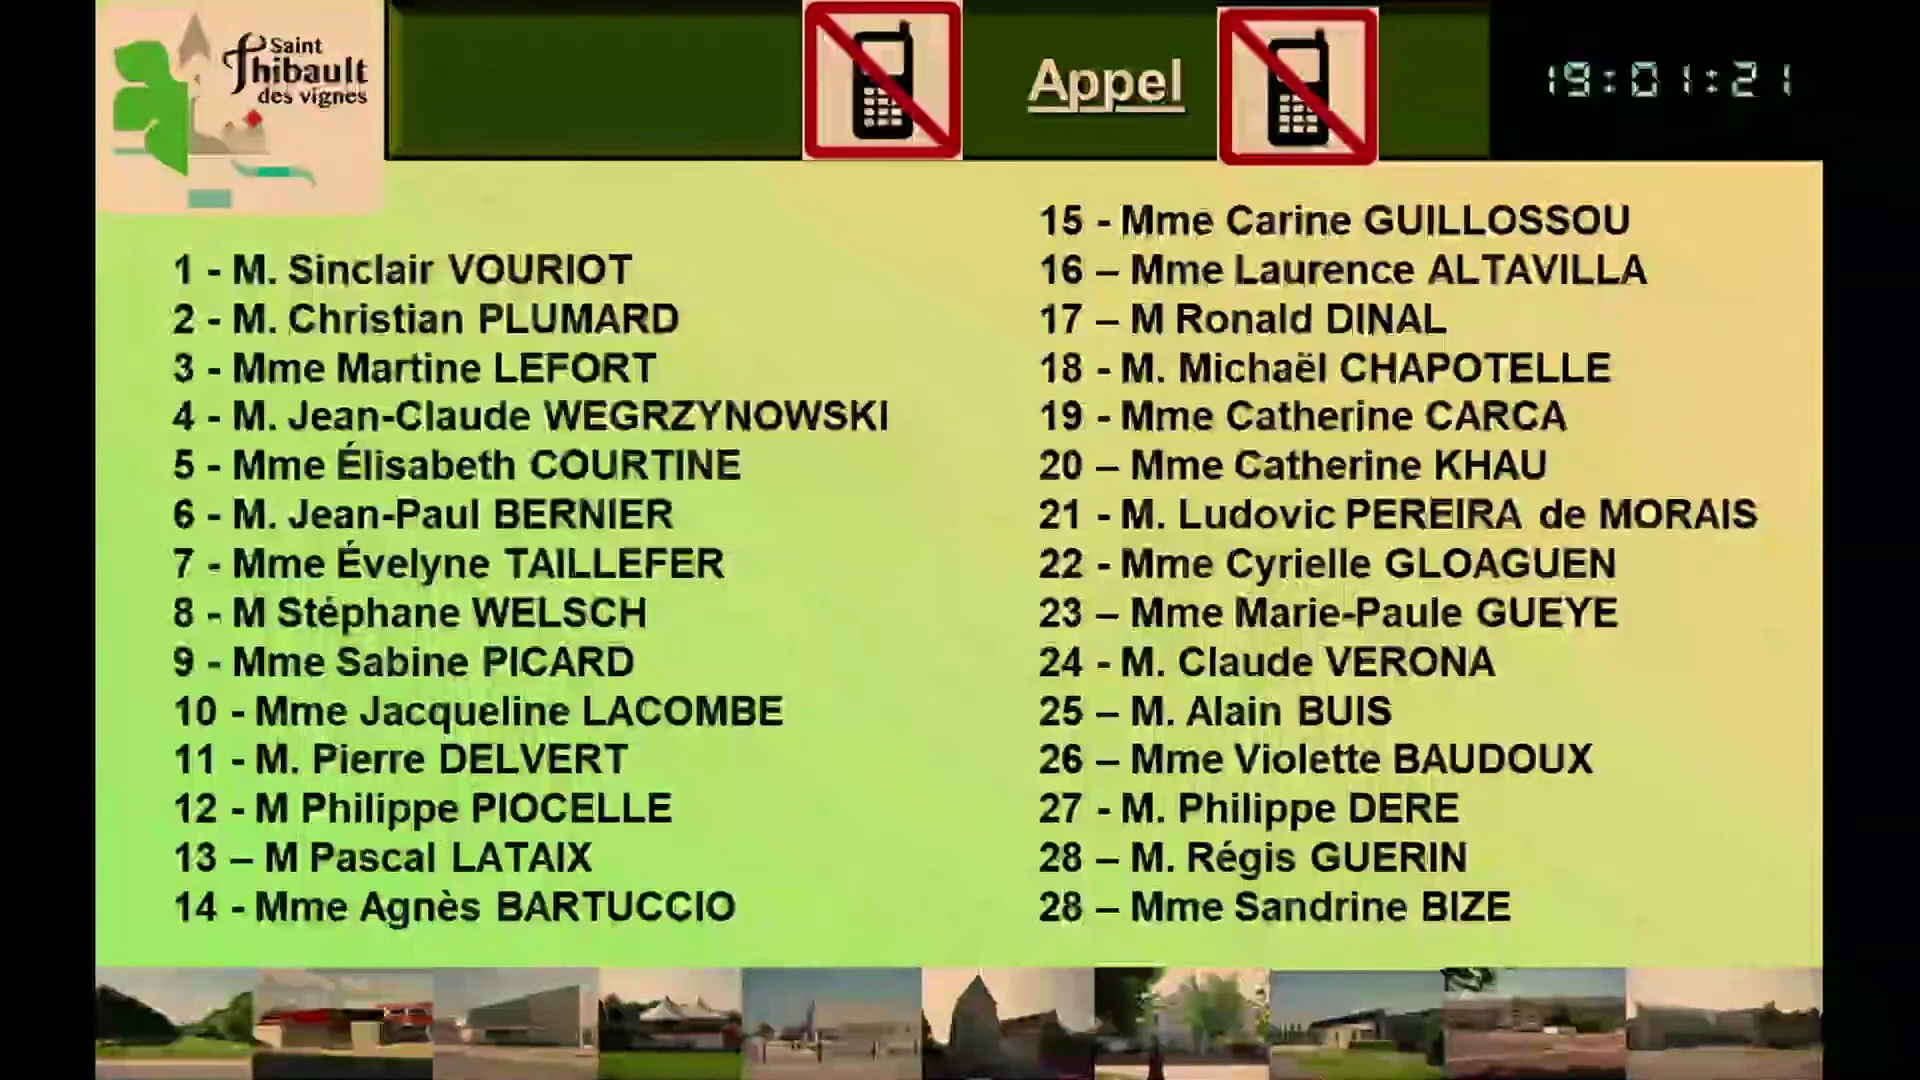 Saint
Thibault
des vignes
Appel
19:01:21
1 - M. Sinclair VOURIOT
2 - M. Christian PLUMARD
3 - Mme Martine LEFORT
4 - M. Jean-Claude WEGRZYNOWSKI
5 - Mme Élisabeth COURTINE
6 - M. Jean-Paul BERNIER
7 - Mme Évelyne TAILLEFER
8 - M Stéphane WELSCH
9 - Mme Sabine PICARD
10 - Mme Jacqueline LACOMBE
11 - M. Pierre DELVERT
12 - M Philippe PIOCELLE
13 – M Pascal LATAIX
14 - Mme Agnès BARTUCCIO
15 - Mme Carine GUILLOSSOU
16 – Mme Laurence ALTAVILLA
17 – M Ronald DINAL
18 - M. Michaël CHAPOTELLE
19 - Mme Catherine CARCA
20 – Mme Catherine KHAU
21 - M. Ludovic PEREIRA de MORAIS
22 - Mme Cyrielle GLOAGUEN
23 – Mme Marie-Paule GUEYE
24 - M. Claude VERONA
25 – M. Alain BUIS
26 – Mme Violette BAUDOUX
27 - M. Philippe DERE
28 – M. Régis GUERIN
28 – Mme Sandrine BIZE